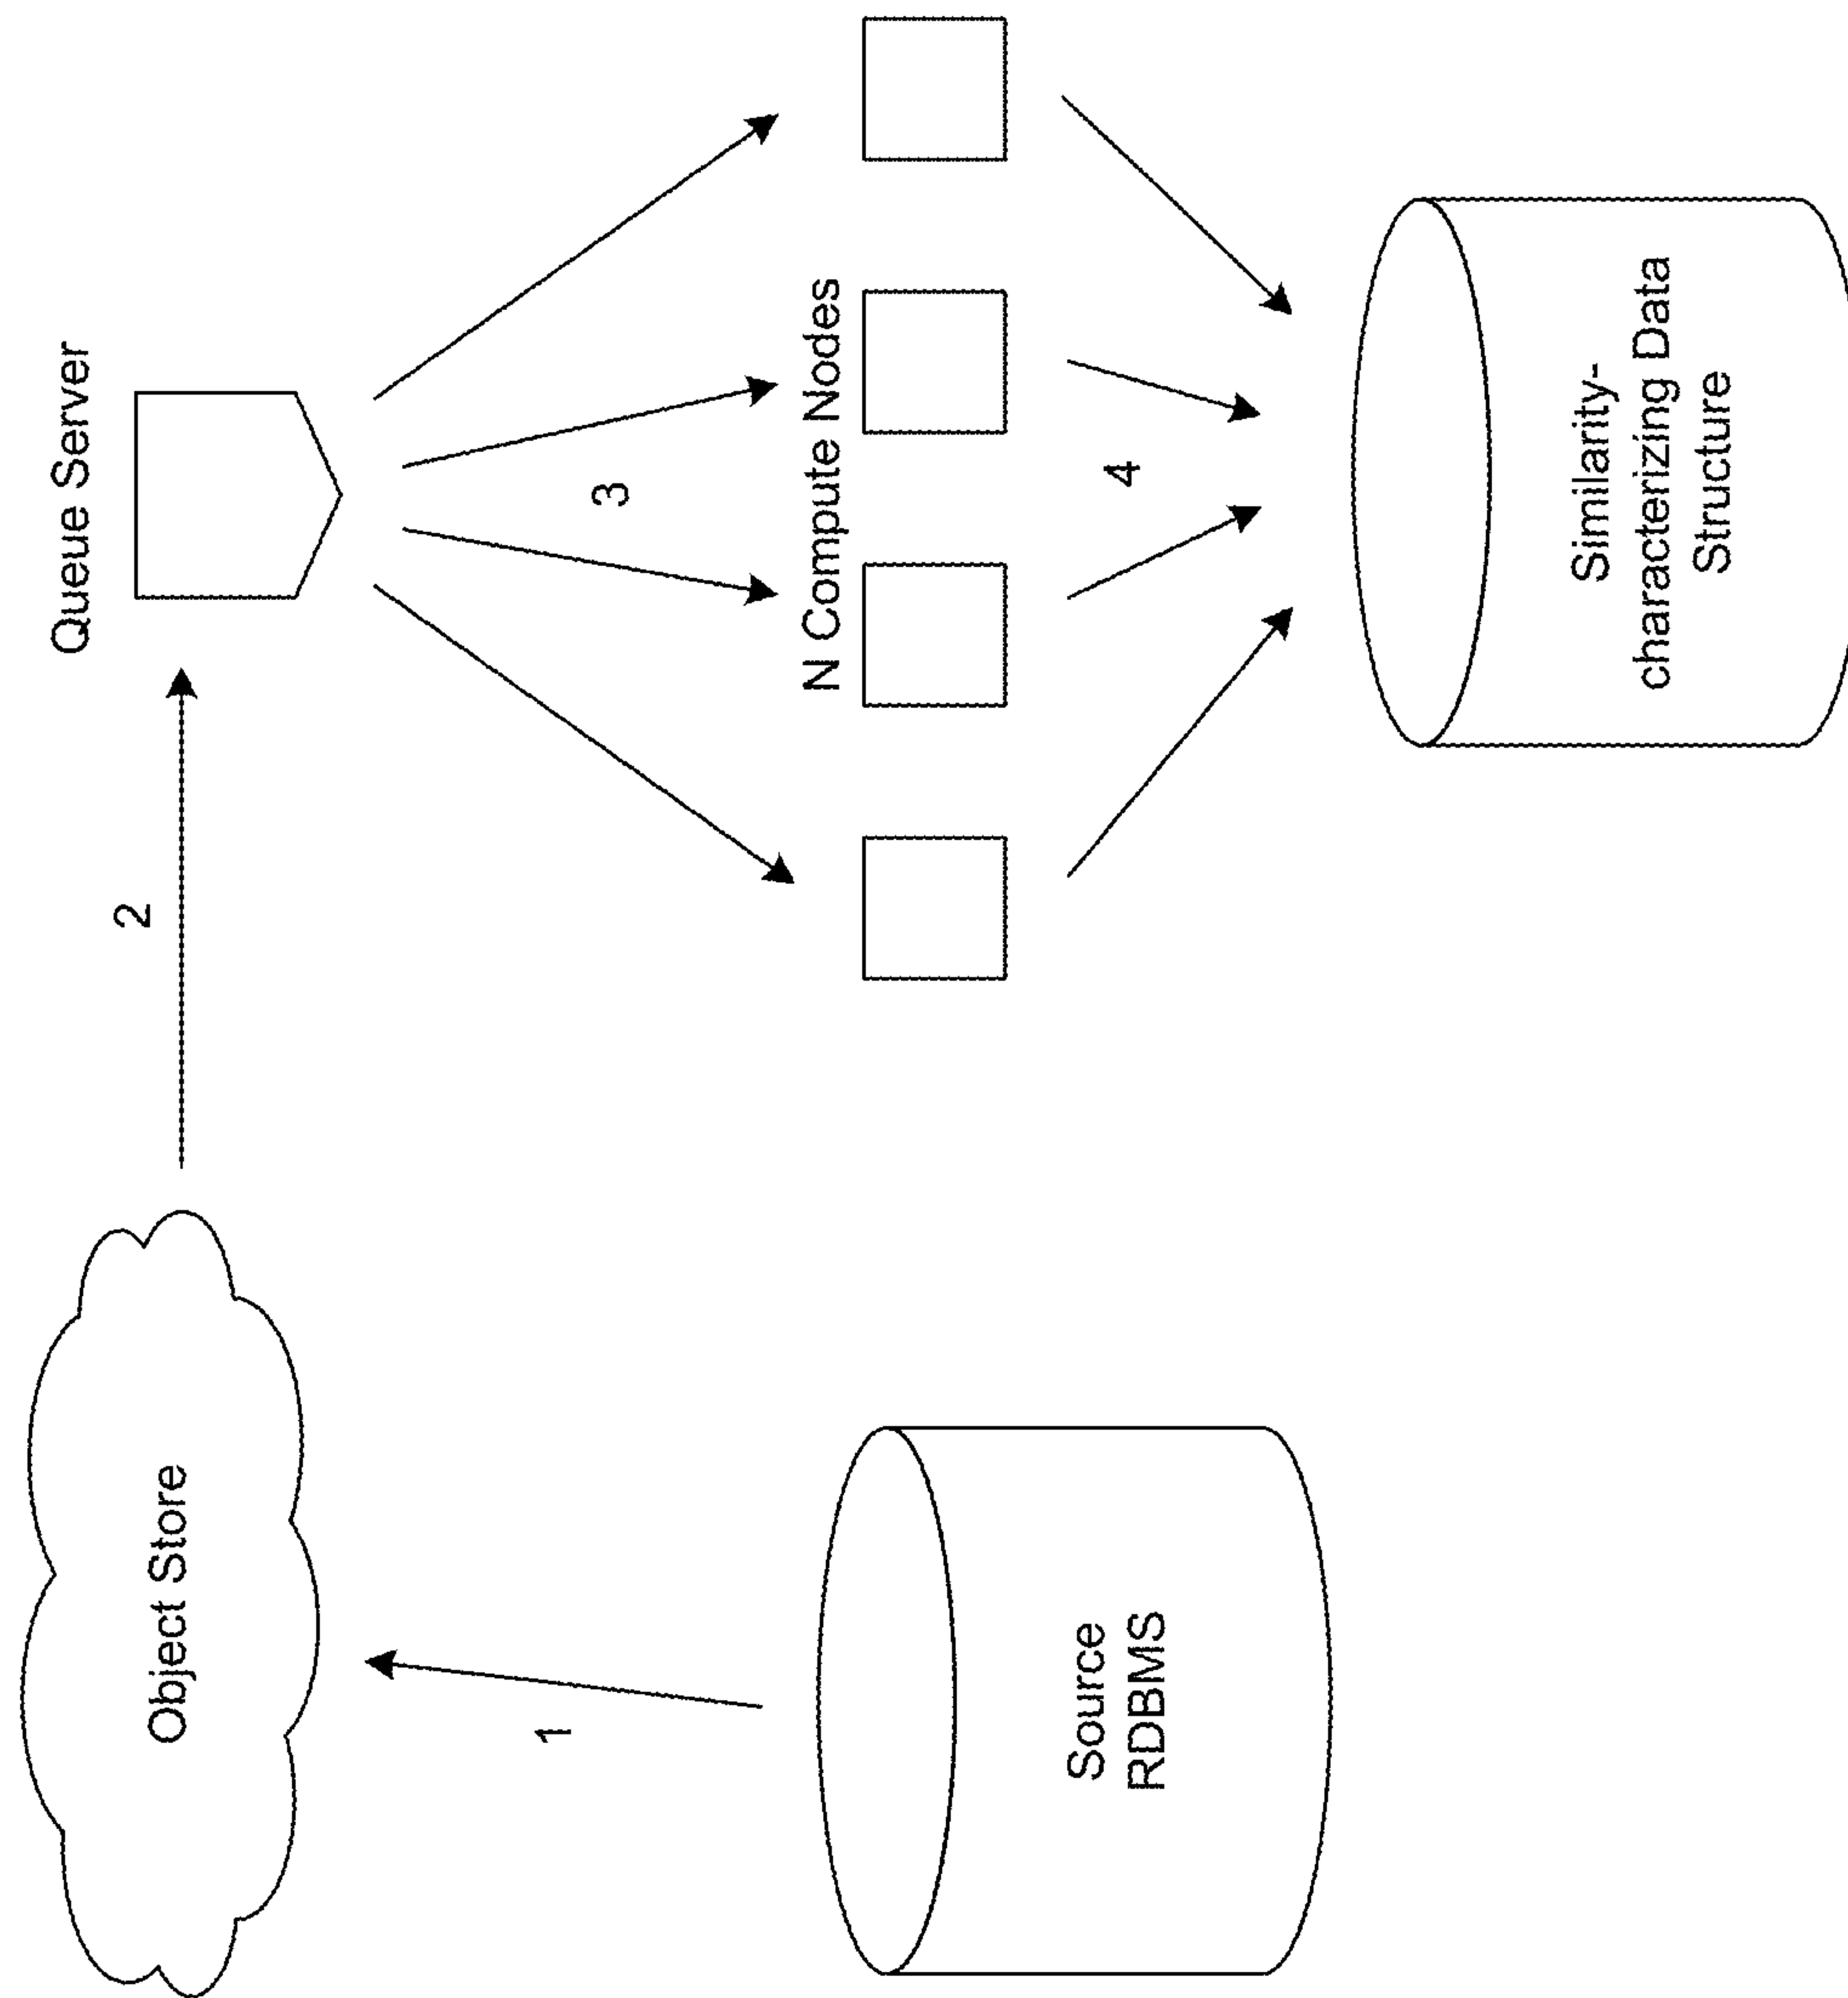 Object Store
1
Source
RDBMS
2
Queue Server
3
N Compute Nodes
4
Similarity-
characterizing Data
Structure